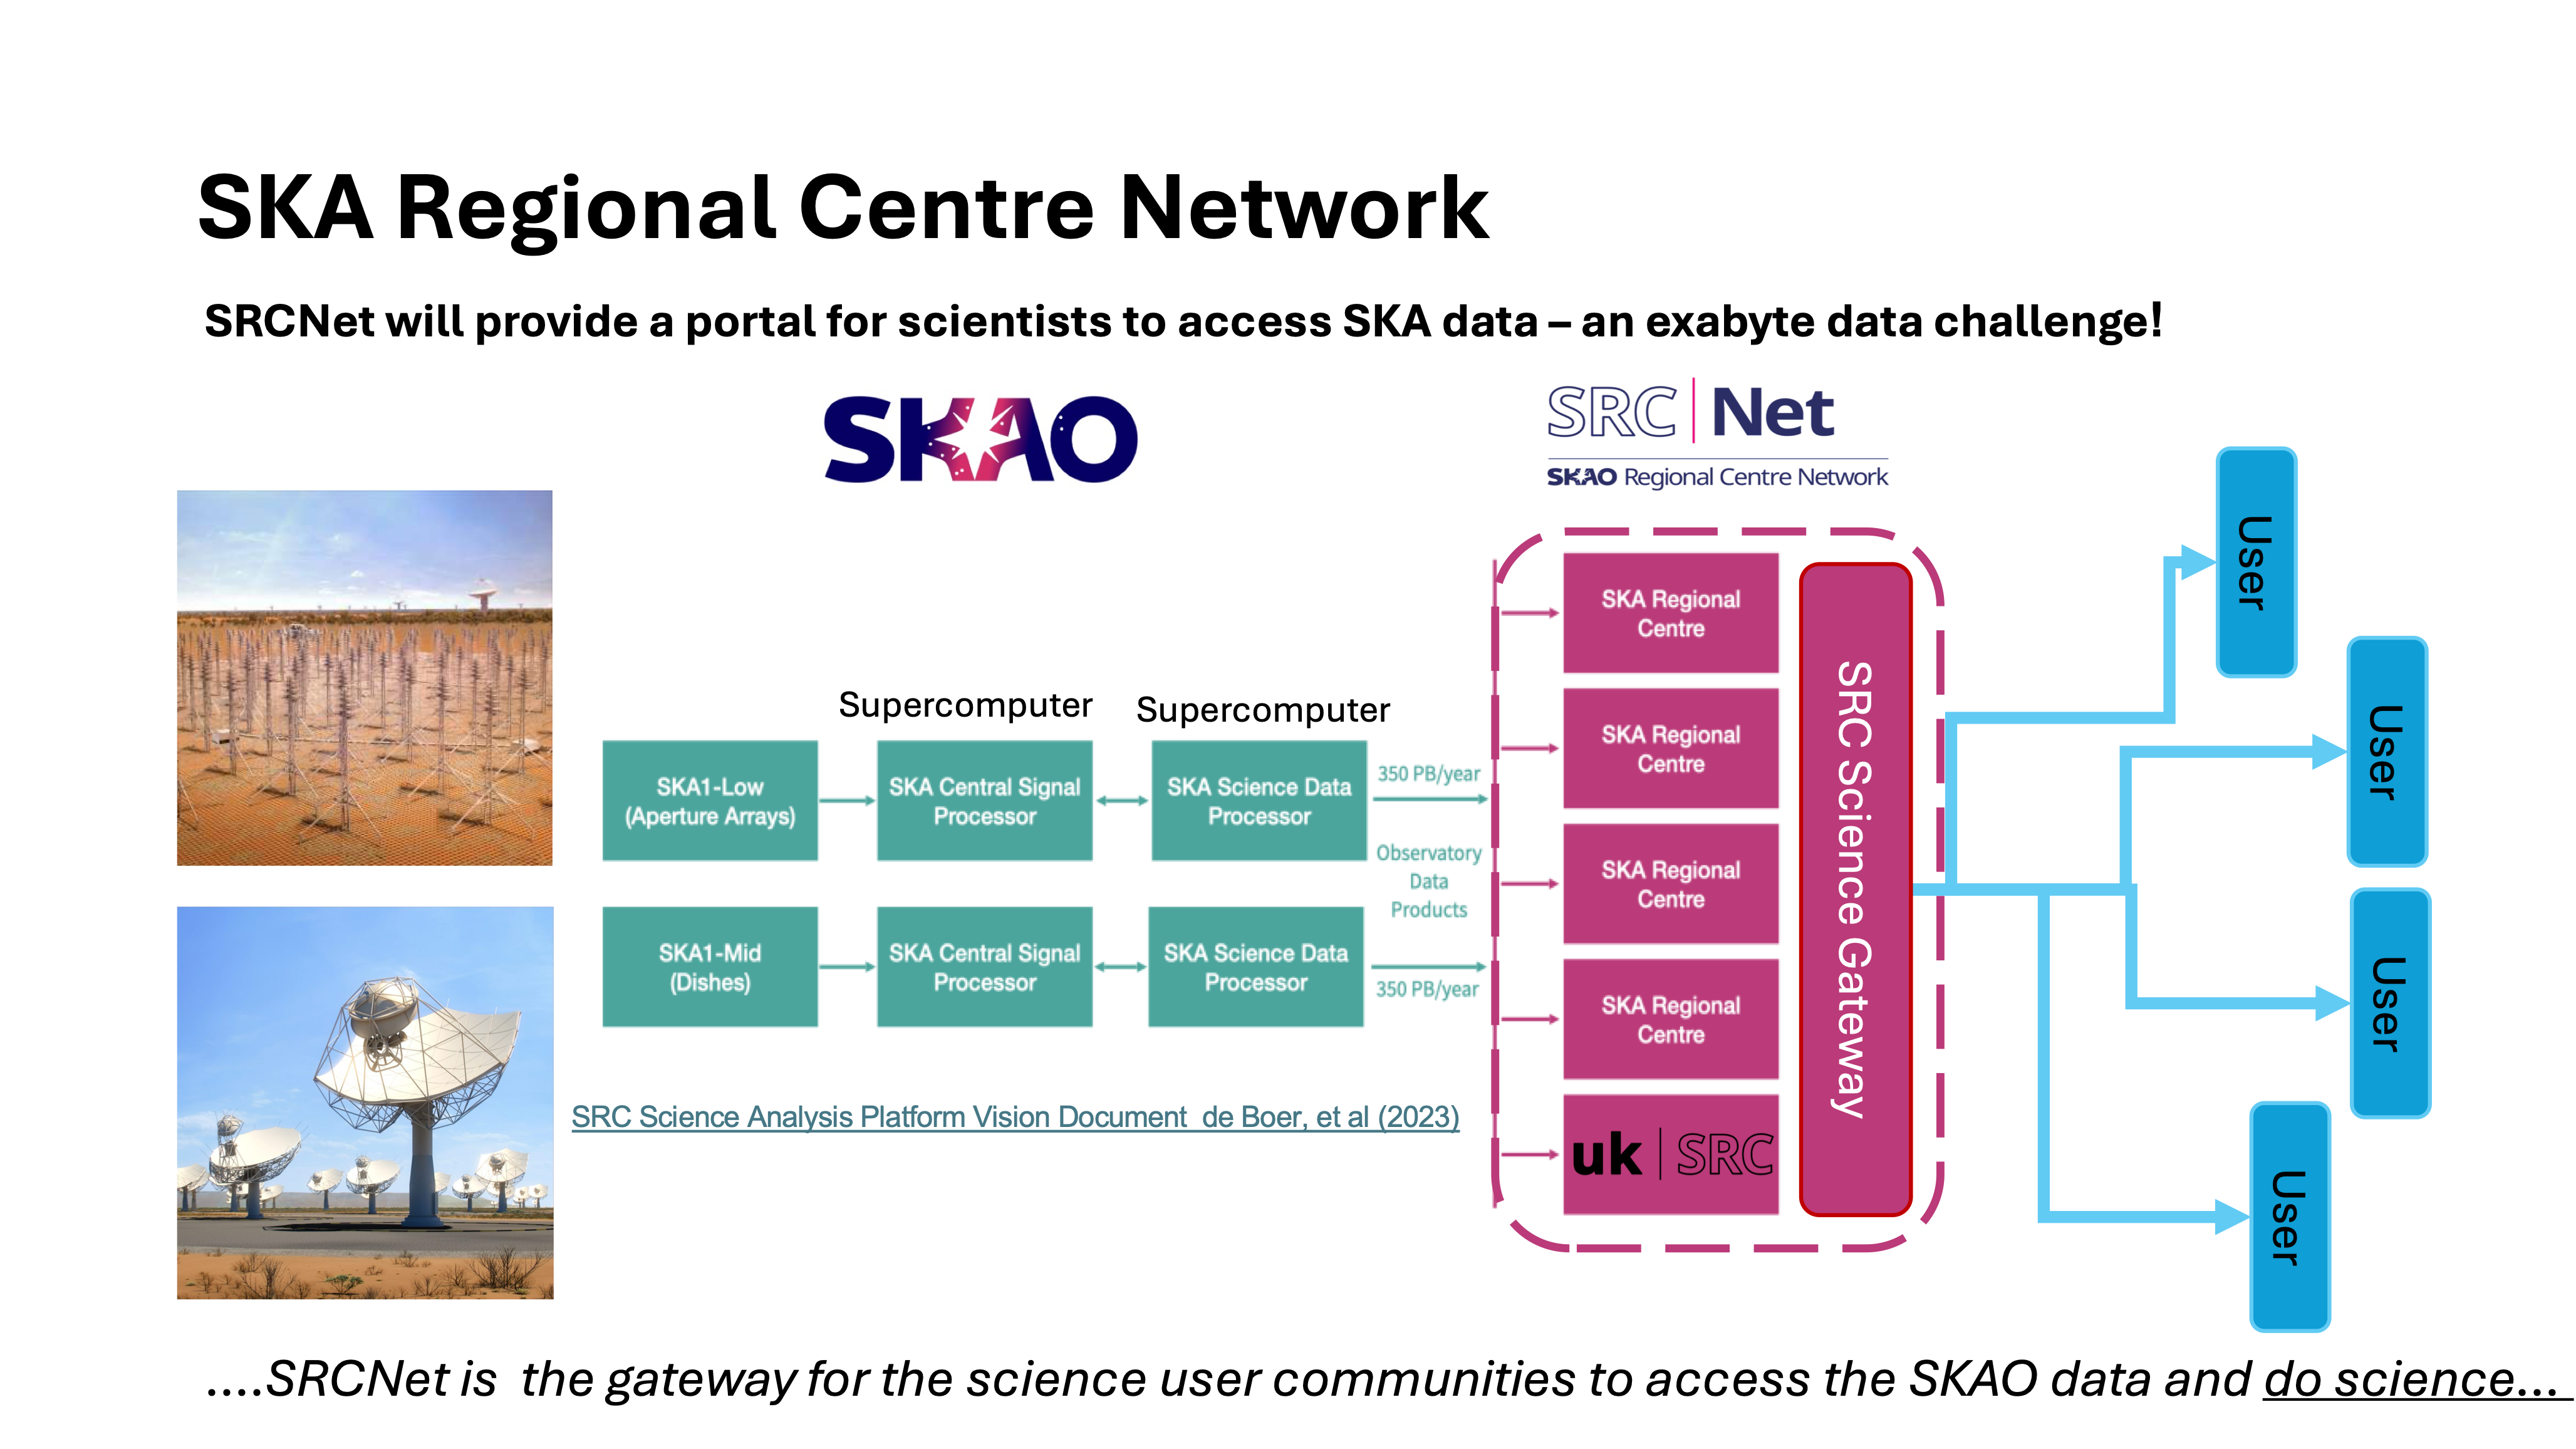 SKA Regional Centre Network
SRCNet will provide a portal for scientists to access SKA data – an exabyte data challenge!
SKAO
SRC | Net
SKAO Regional Centre Network
Supercomputer
Supercomputer
SKA1-Low
(Aperture Arrays)
SKA Central Signal
Processor
SKA Science Data
Processor
350 PB/year
Observatory
Data
Products
SKA1-Mid
(Dishes)
SKA Central Signal
Processor
SKA Science Data
Processor
350 PB/year
SRC Science Analysis Platform Vision Document  de Boer, et al (2023)
SKA Regional
Centre
SKA Regional
Centre
SKA Regional
Centre
SKA Regional
Centre
uk | SRC
SRC Science Gateway
User
User
User
User
....SRCNet is  the gateway for the science user communities to access the SKAO data and do science...